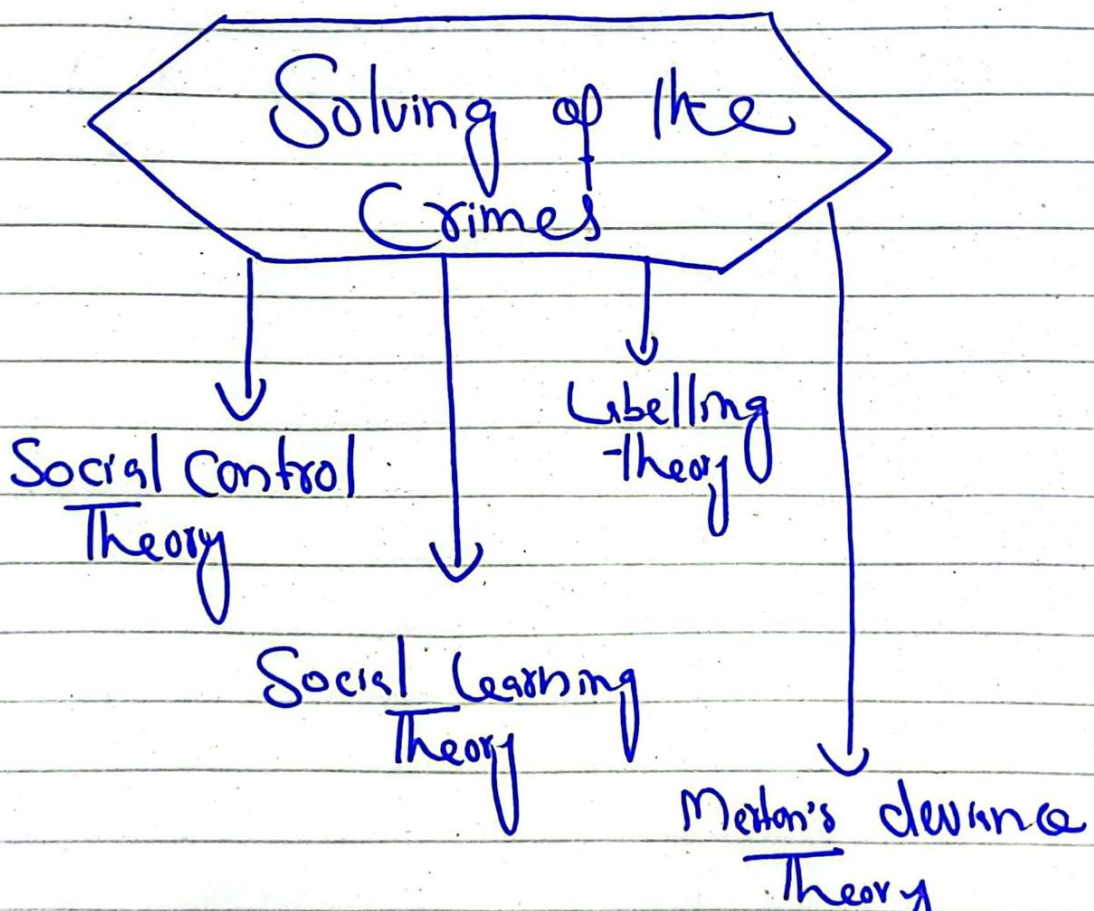 Solving of the
Crimes
Social Control
Theory
Labelling
Theory
Social Learning
Theory
Merton's deviance
Theory